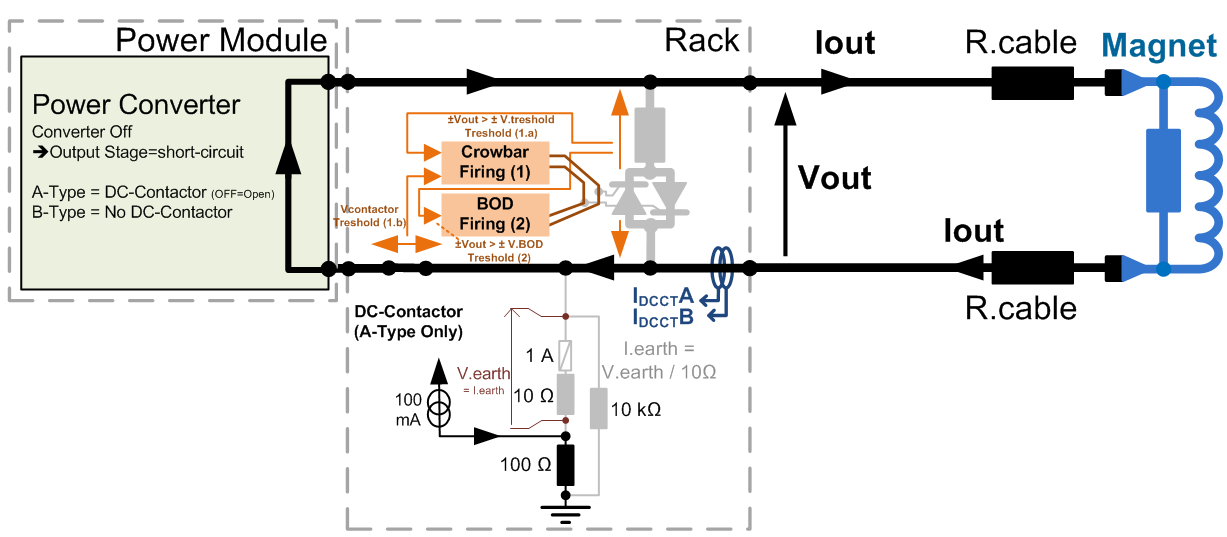 Power Module
Rack
Iout
R.cable
Magnet
Power Converter
Converter Off
➔Output Stage=short-circuit
A-Type = DC-Contactor (OFF=Open)
B-Type = No DC-Contactor
±Vout > ± V.treshold
Treshold (1.a)
Crowbar
Firing (1)
BOD
Firing (2)
Vcontactor
Treshold (1.b)
±Vout > ± V.BOD
Treshold (2)
Vout
Iout
R.cable
IDCCTA
IDCCTB
DC-Contactor
(A-Type Only)
I.earth =
V.earth / 10Ω
1 A
V.earth
= I.earth
10 Ω
10 kΩ
100
mA
100 Ω